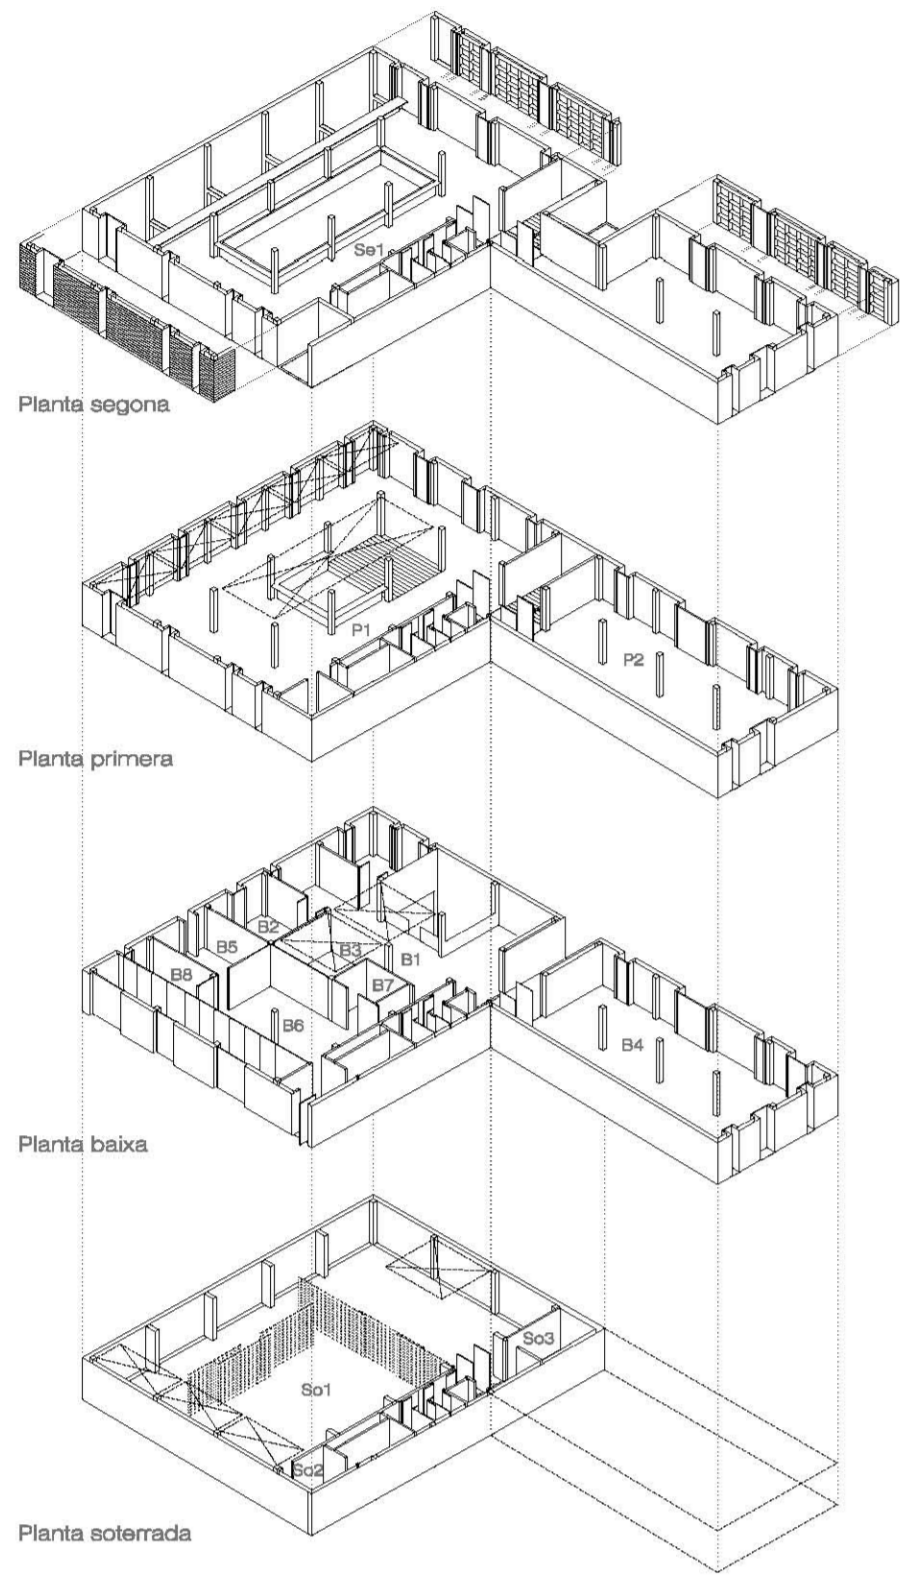 Se1
Planta segona
P1
P2
Planta primera
B2
B5
B3
B1
B8
B7
B6
B4
Planta baixa
So3
So1
So2
Planta soterrada